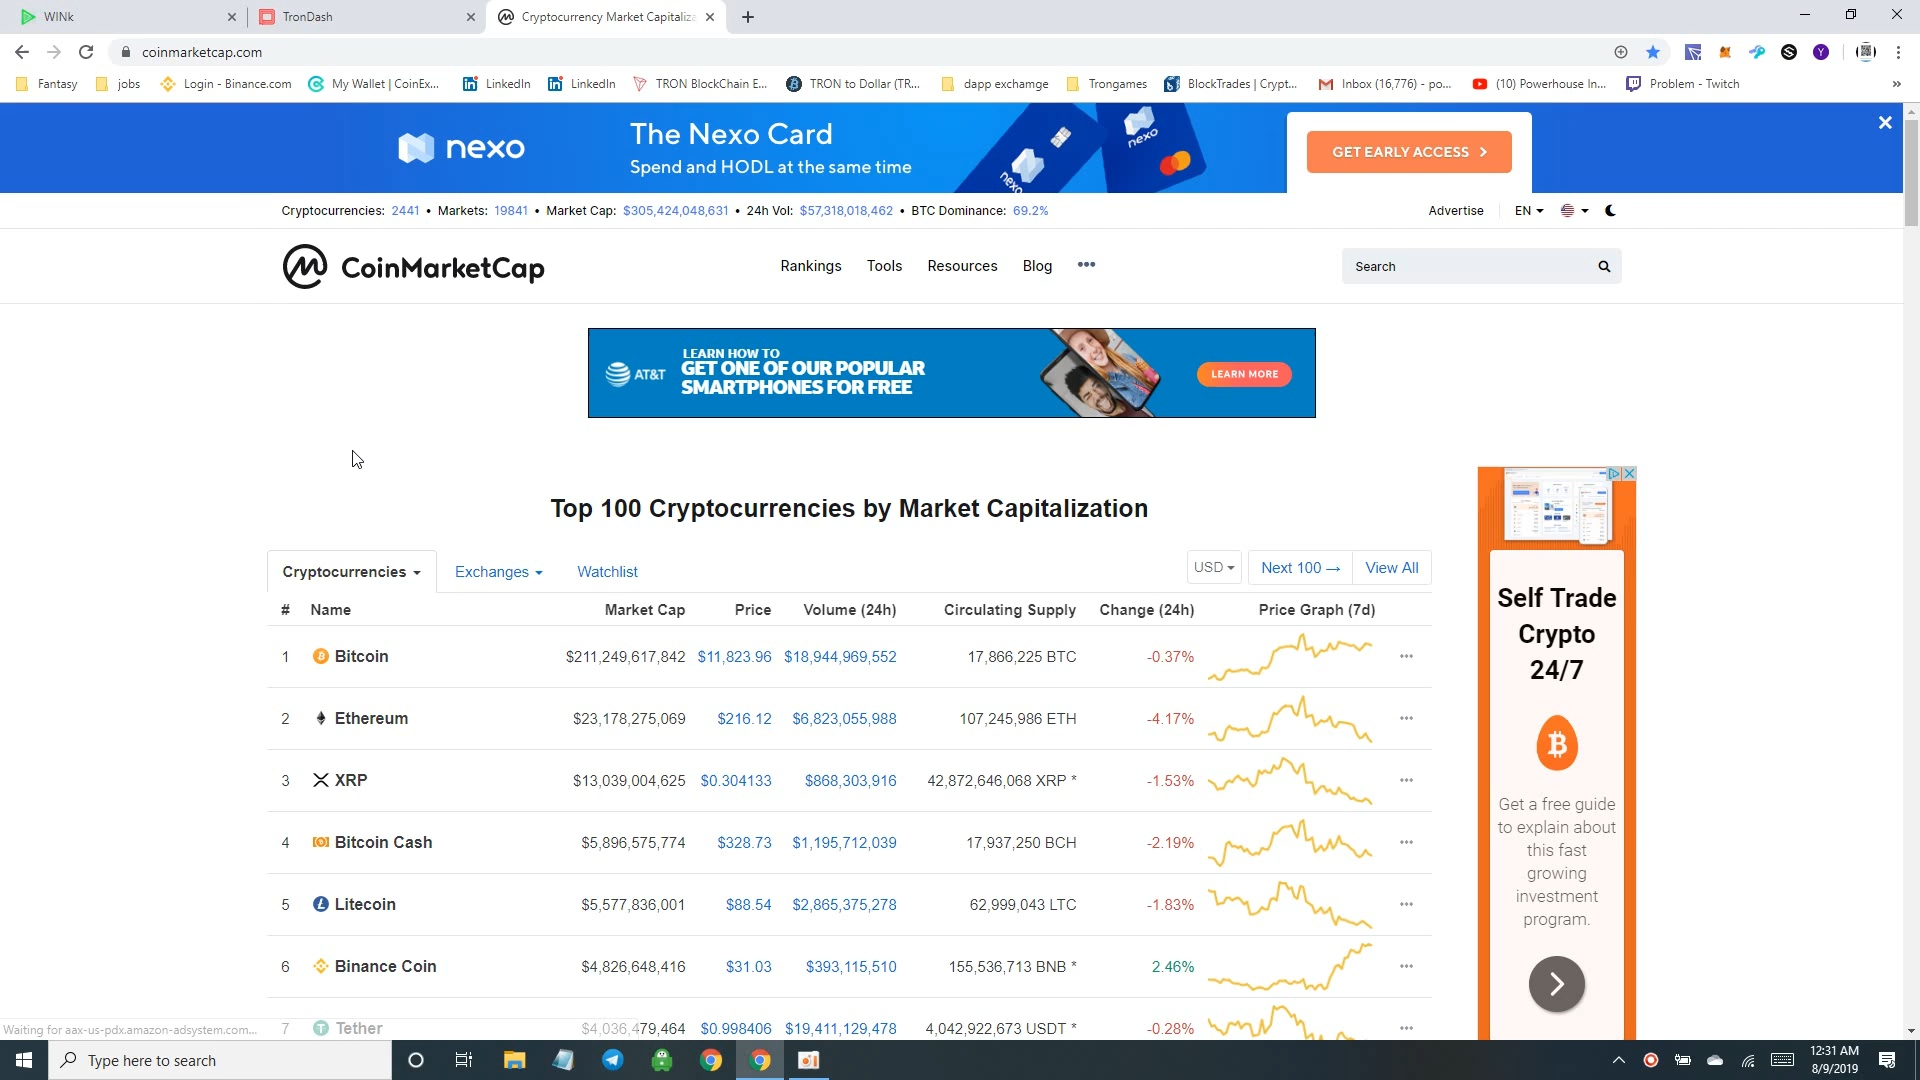 WINk
TronDash
Cryptocurrency Market Capitaliza
coinmarketcap.com
Fantasy
jobs
Login - Binance.com
My Wallet | CoinEx...
LinkedIn
LinkedIn
TRON BlockChain E...
TRON to Dollar (TR...
dapp exchamge
Trongames
BlockTrades | Crypt...
Inbox (16,776) - po...
(10) Powerhouse In...
Problem - Twitch
nexo
The Nexo Card
Spend and HODL at the same time
nexo
nexo
GET EARLY ACCESS
Cryptocurrencies: 2441 • Markets: 19841 • Market Cap: $305,424,048,631 • 24h Vol: $57,318,018,462 • BTC Dominance: 69.2%
Advertise
EN
CoinMarketCap
Rankings
Tools
Resources
Blog
Search
AT&T
LEARN HOW TO
GET ONE OF OUR POPULAR
SMARTPHONES FOR FREE
LEARN MORE
Top 100 Cryptocurrencies by Market Capitalization
Cryptocurrencies
Exchanges
Watchlist
USD
Next 100 →
View All
# Name Market Cap Price Volume (24h) Circulating Supply Change (24h) Price Graph (7d)
1 Bitcoin $211,249,617,842 $11,823.96 $18,944,969,552 17,866,225 BTC -0.37%
2 Ethereum $23,178,275,069 $216.12 $6,823,055,988 107,245,986 ETH -4.17%
3 XRP $13,039,004,625 $0.304133 $868,303,916 42,872,646,068 XRP * -1.53%
4 Bitcoin Cash $5,896,575,774 $328.73 $1,195,712,039 17,937,250 BCH -2.19%
5 Litecoin $5,577,836,001 $88.54 $2,865,375,278 62,999,043 LTC -1.83%
6 Binance Coin $4,826,648,416 $31.03 $393,115,510 155,536,713 BNB * 2.46%
7 Tether $4,036,479,464 $0.998406 $19,411,129,478 4,042,922,673 USDT * -0.28%
Self Trade
Crypto
24/7
Get a free guide
to explain about
this fast
growing
investment
program.
Waiting for aax-us-pdx.amazon-adsystem.com...
Type here to search
12:31 AM
8/9/2019